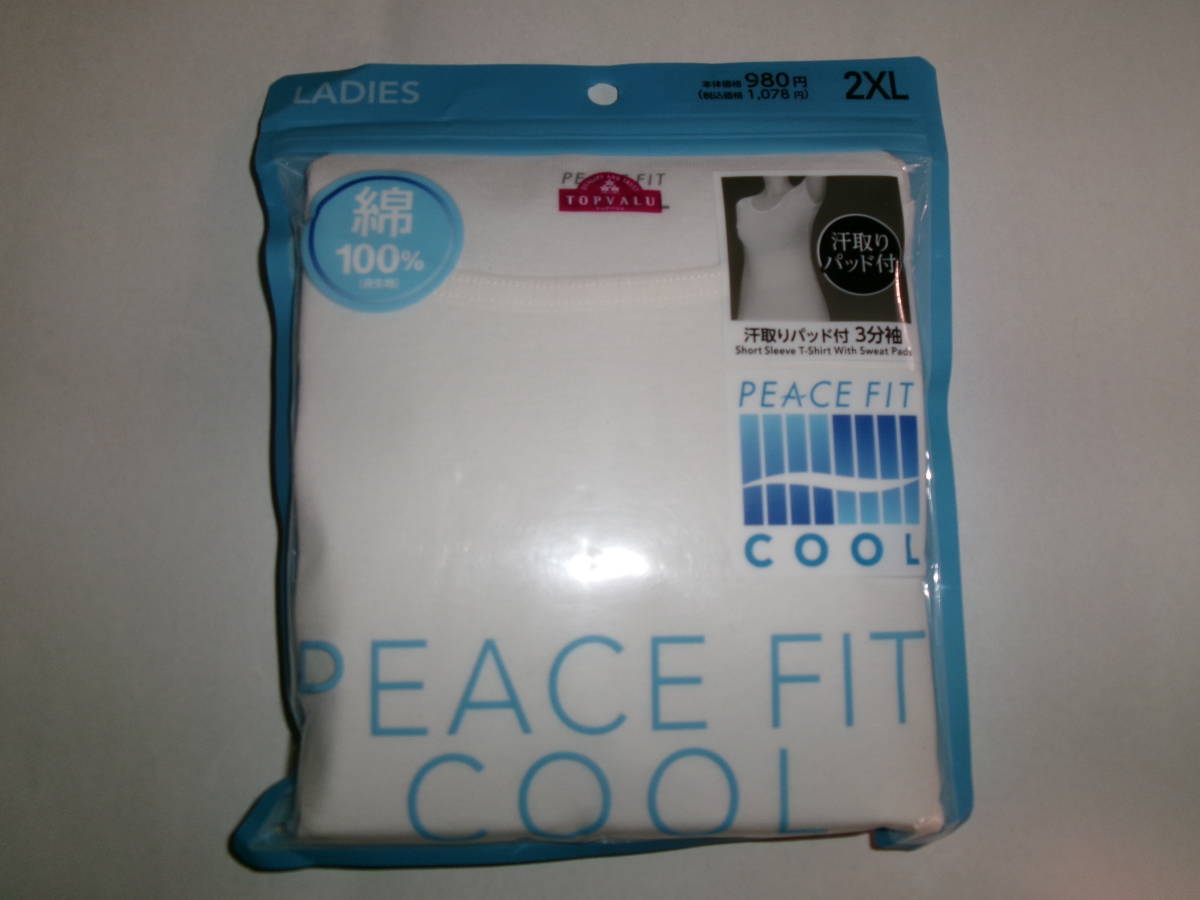 LADIES
本体価格 980円
(税込価格 1,078円)
2XL
綿
100%
PEACE FIT
TOPVALU
汗取り
パッド付
汗取りパッド付 3分袖
Short Sleeve T-Shirt With Sweat Pads
PEACE FIT
COOL
PEACE FIT
COOL